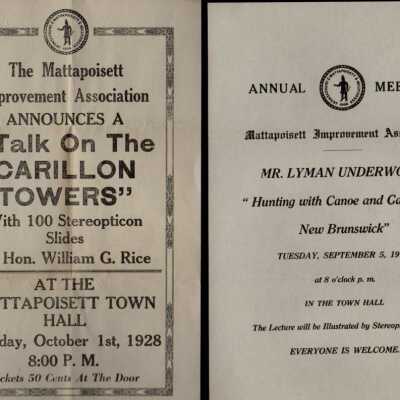 The Mattapoisett
provement Association
ANNOUNCES A
Talk On The
CARILLON
TOWERS”
With 100 Stereopticon
Slides
Hon. William G. Rice
AT THE
TTAPOISETT TOWN
HALL
day, October 1st, 1928
8:00 P. M.
ckets 50 Cents At The Door
ANNUAL MEE
Mattapoisett Improvement Ass
MR. LYMAN UNDERWO
“ Hunting with Canoe and Ca
New Brunswick”
TUESDAY, SEPTEMBER 5, 19
at 8 o'clock p. m.
IN THE TOWN HALL
The Lecture will be Illustrated by Stereop
EVERYONE IS WELCOME.